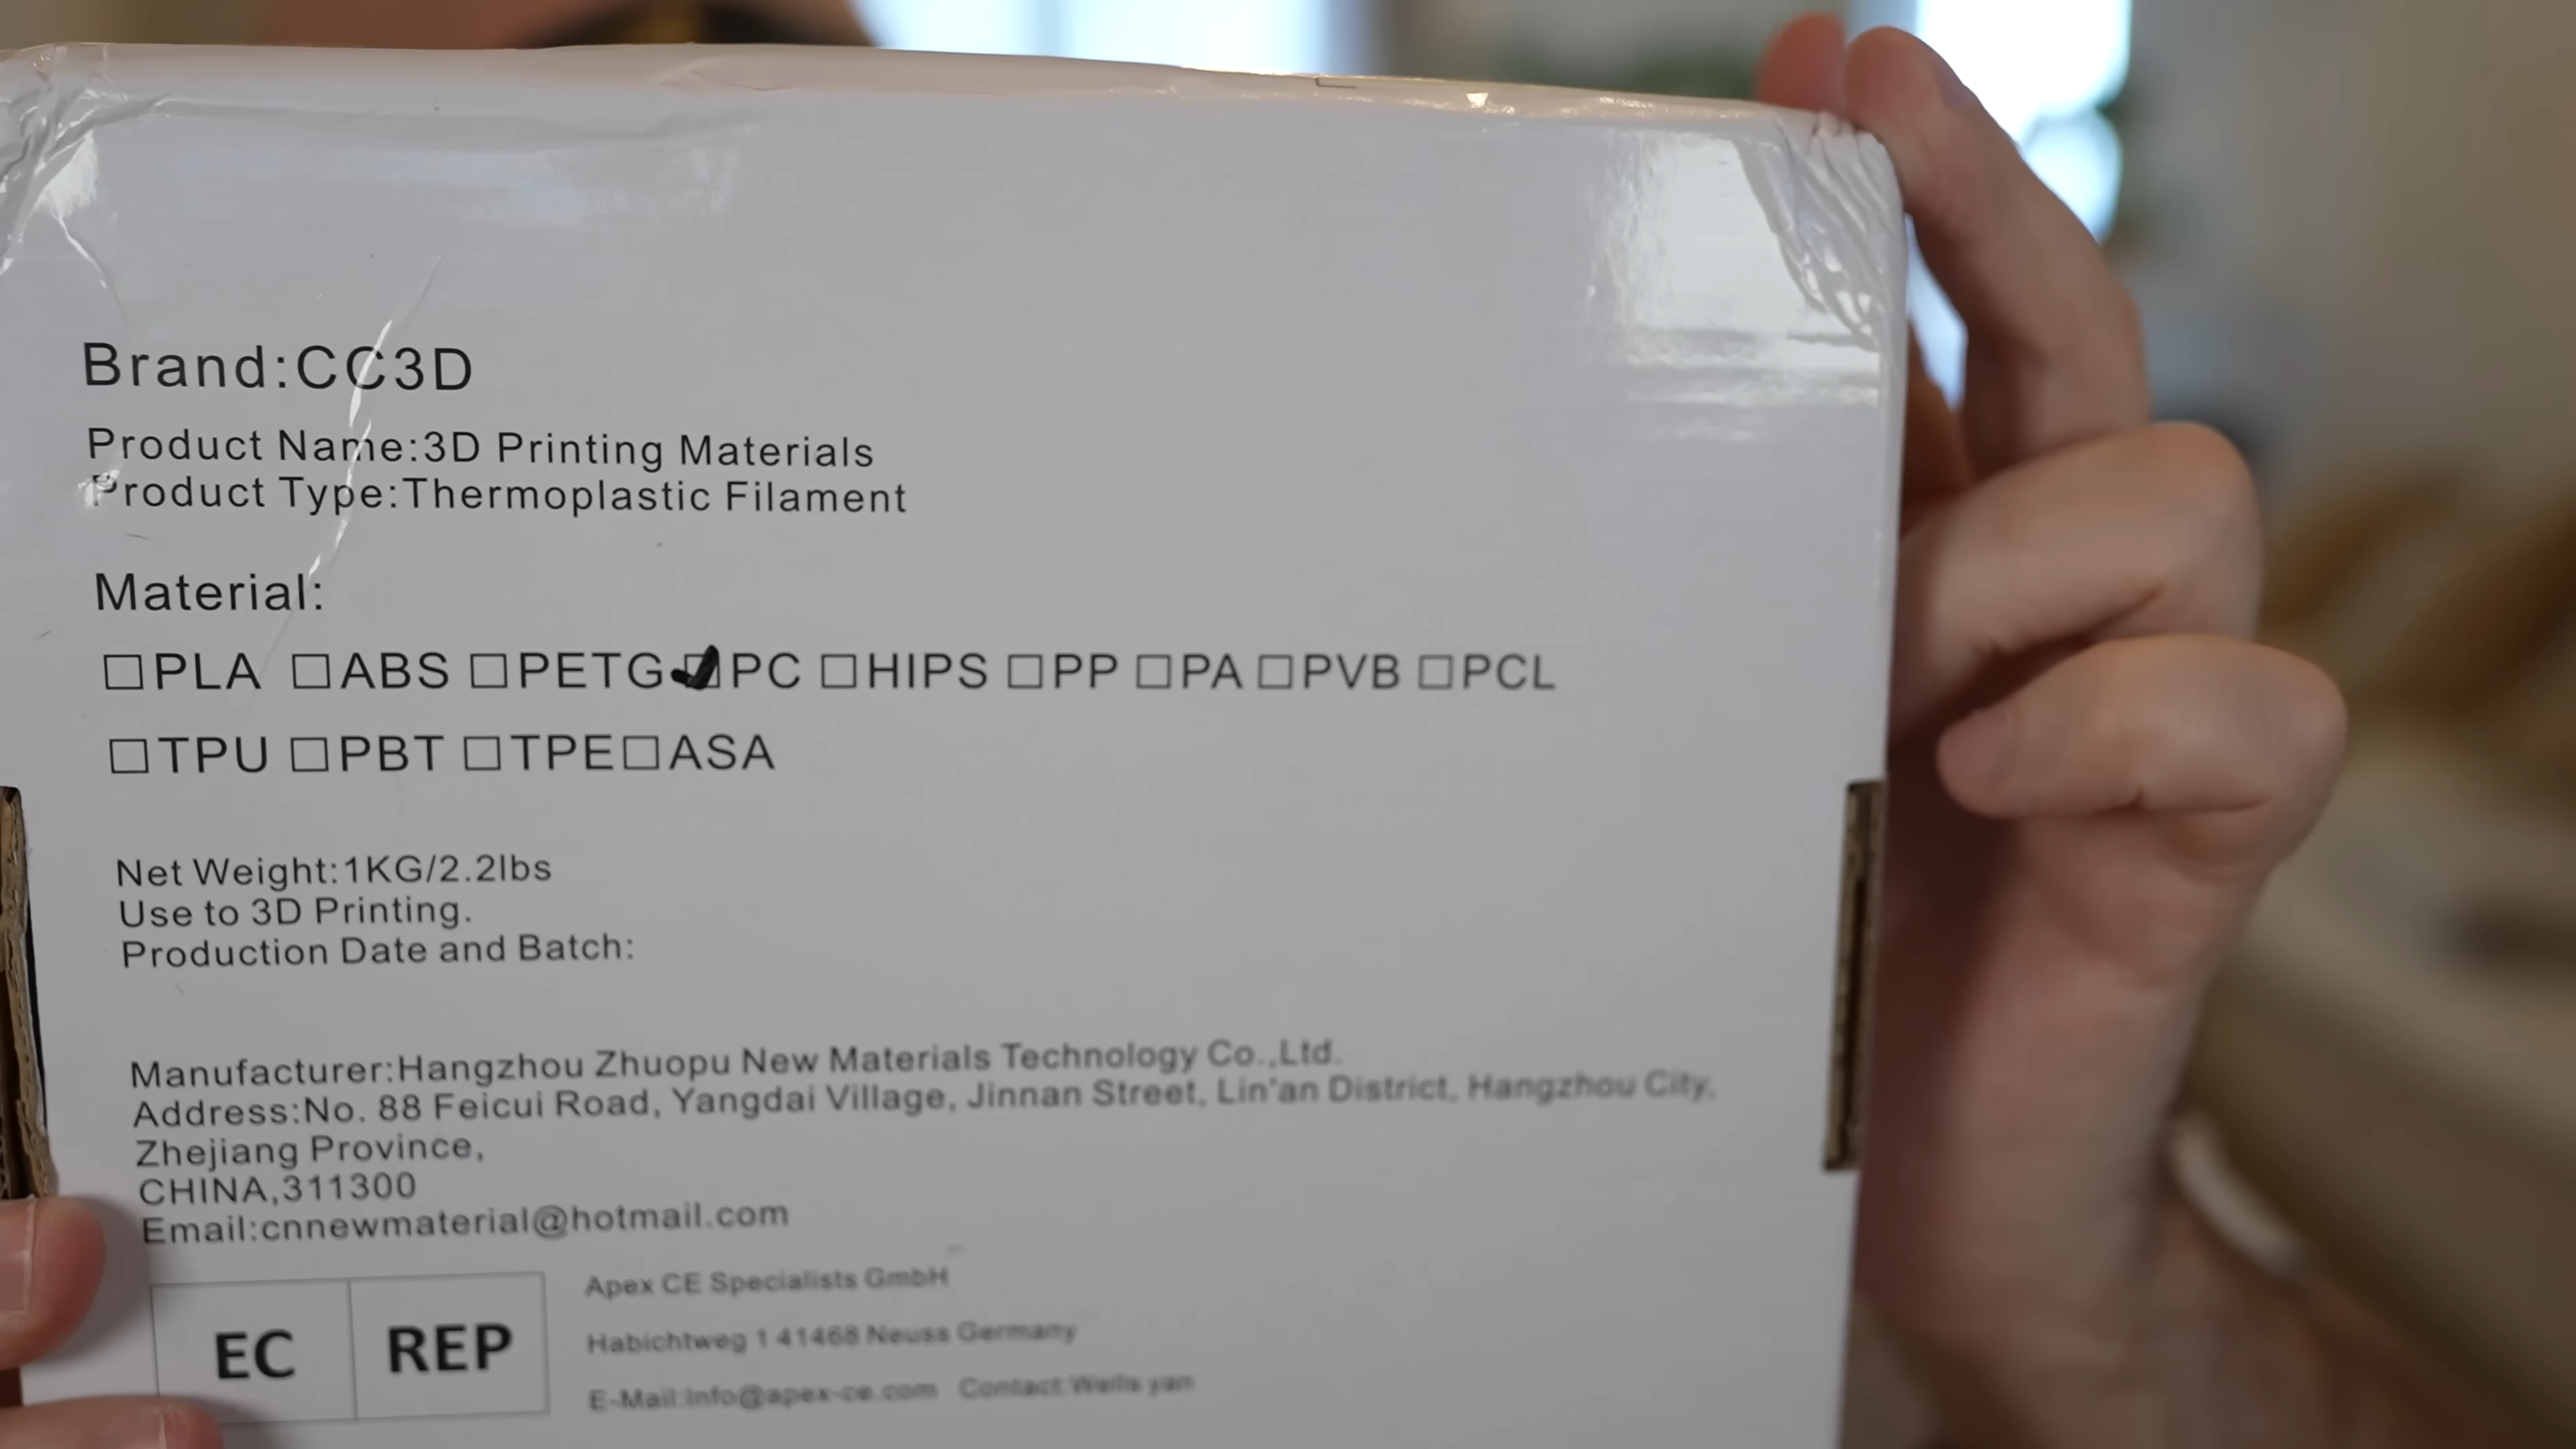 Brand:CC3D
Product Name:3D Printing Materials
Product Type:Thermoplastic Filament
Material:
☐PLA ☐ABS ☐PETG ☑PC ☐HIPS ☐PP ☐PA ☐PVB ☐PCL
☐TPU ☐PBT ☐TPE ☐ASA
Net Weight:1KG/2.2lbs
Use to 3D Printing.
Production Date and Batch:
Manufacturer:Hangzhou Zhuopu New Materials Technology Co.,Ltd.
Address:No. 88 Feicui Road, Yangdai Village, Jinnan Street, Lin'an District, Hangzhou City,
Zhejiang Province,
CHINA,311300
Email:cnnewmaterial@hotmail.com
EC REP
Apex CE Specialists GmbH
Habichtweg 1 41468 Neuss Germany
E-Mail:info@apex-ce.com Contact:Wells yan